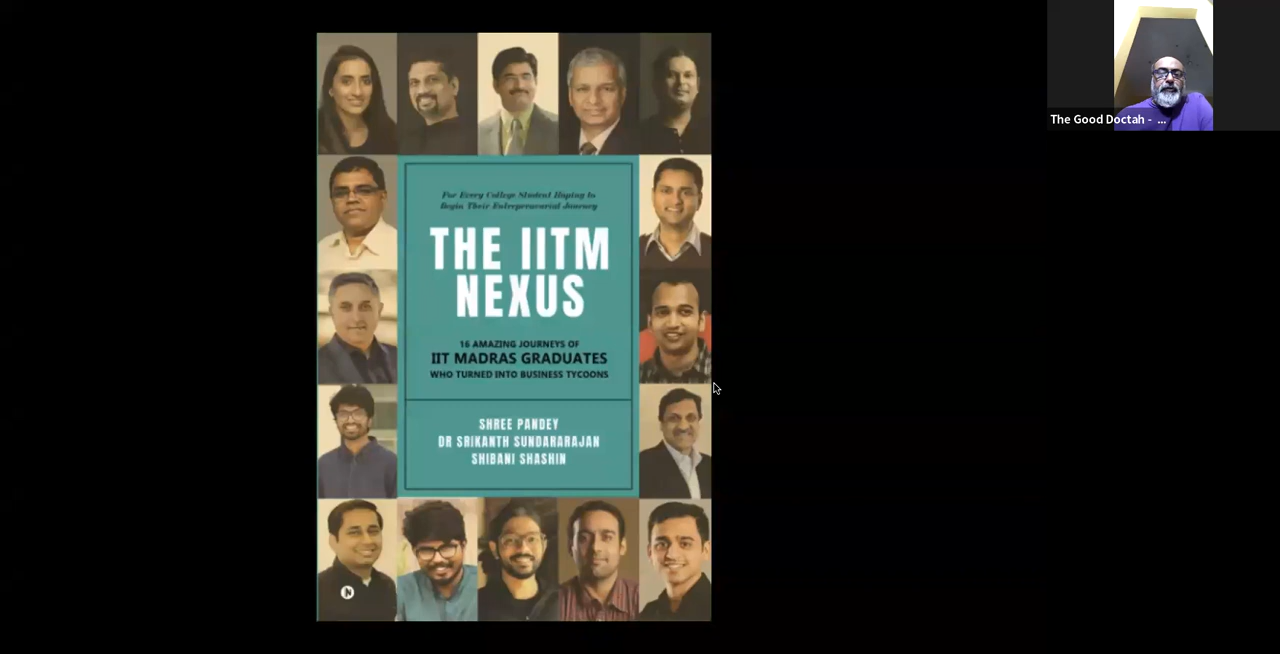 For Every College Student Hoping to
Begin Their Entrepreneurial Journey
THE IITM
NEXUS
16 AMAZING JOURNEYS OF
IIT MADRAS GRADUATES
WHO TURNED INTO BUSINESS TYCOONS
SHREE PANDEY
DR SRIKANTH SUNDARARAJAN
SHIBANI SHASHIN
N
The Good Doctah - ...